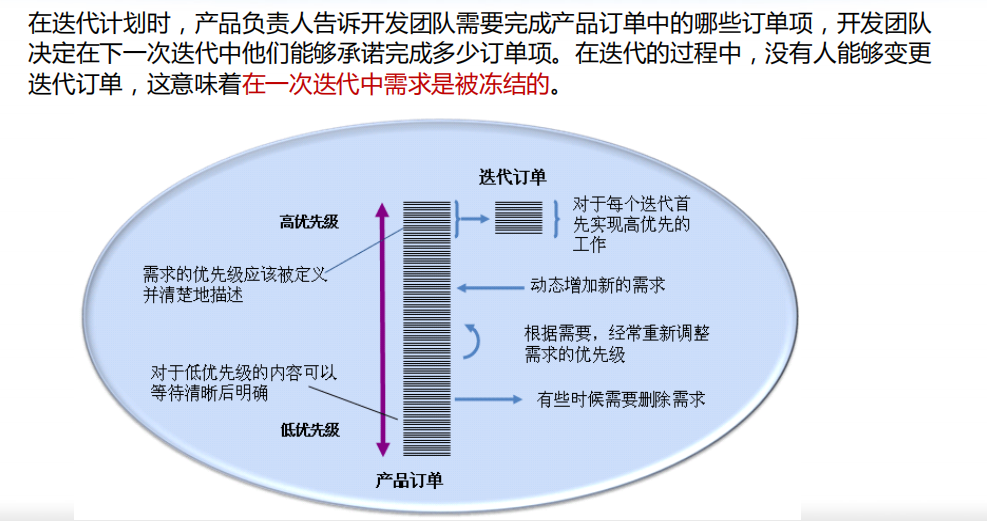 在迭代计划时，产品负责人告诉开发团队需要完成产品订单中的哪些订单项，开发团队
决定在下一次迭代中他们能够承诺完成多少订单项。在迭代的过程中，没有人能够变更
迭代订单，这意味着在一次迭代中需求是被冻结的。
迭代订单
高优先级
对于每个迭代首
先实现高优先的
工作
需求的优先级应该被定义
并清楚地描述
动态增加新的需求
根据需要，经常重新调整
需求的优先级
对于低优先级的内容可以
等待清晰后明确
有些时候需要删除需求
低优先级
产品订单